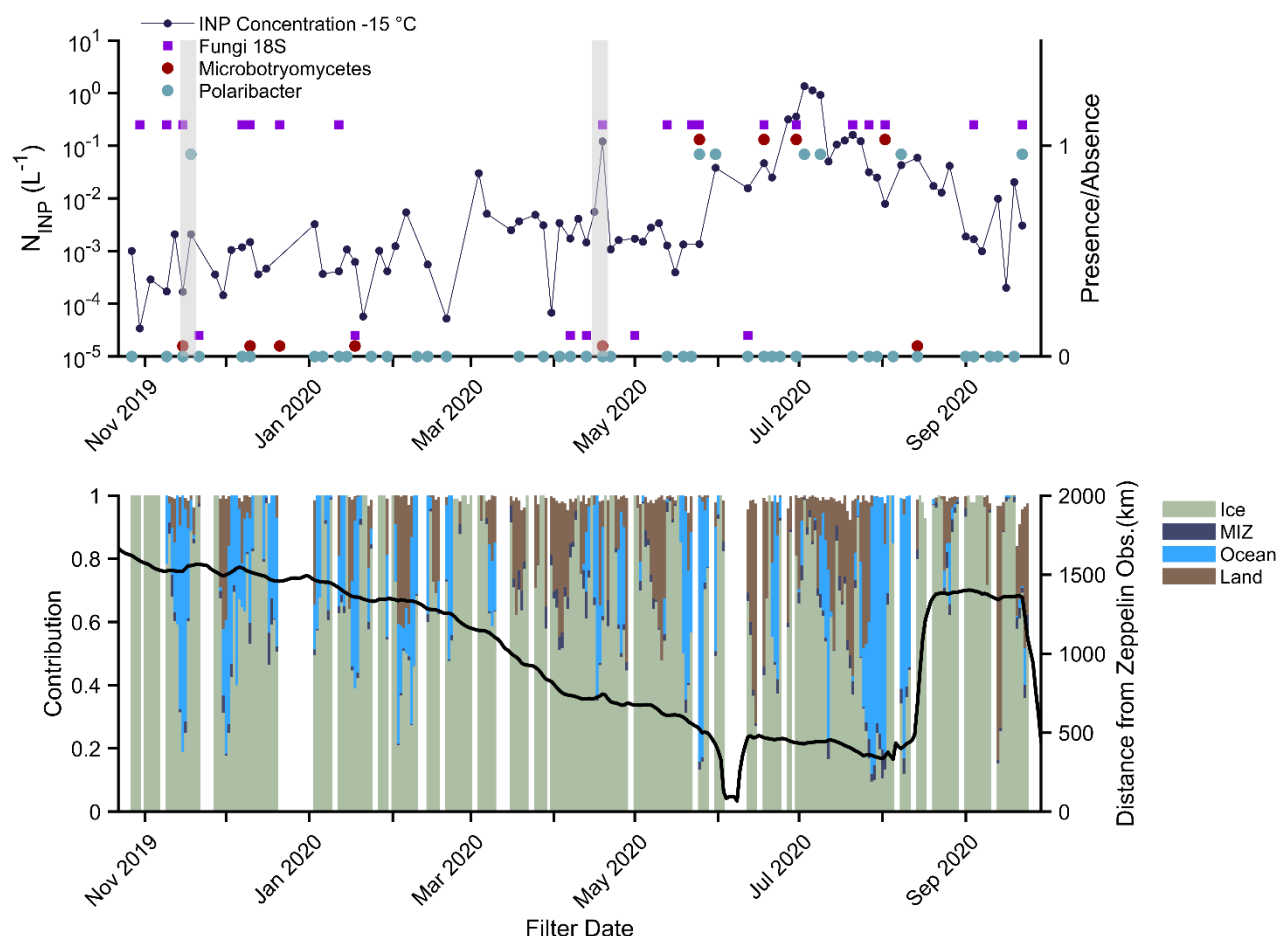 INP Concentration -15 °C
Fungi 18S
Microbotryomycetes
Polaribacter
10^1
10^0
10^-1
10^-2
10^-3
10^-4
10^-5
N_INP (L^-1)
1
0
Presence/Absence
Nov 2019
Jan 2020
Mar 2020
May 2020
Jul 2020
Sep 2020
1
0.8
0.6
0.4
0.2
0
Contribution
2000
1500
1000
500
0
Distance from Zeppelin Obs.(km)
Ice
MIZ
Ocean
Land
Nov 2019
Jan 2020
Mar 2020
May 2020
Jul 2020
Sep 2020
Filter Date